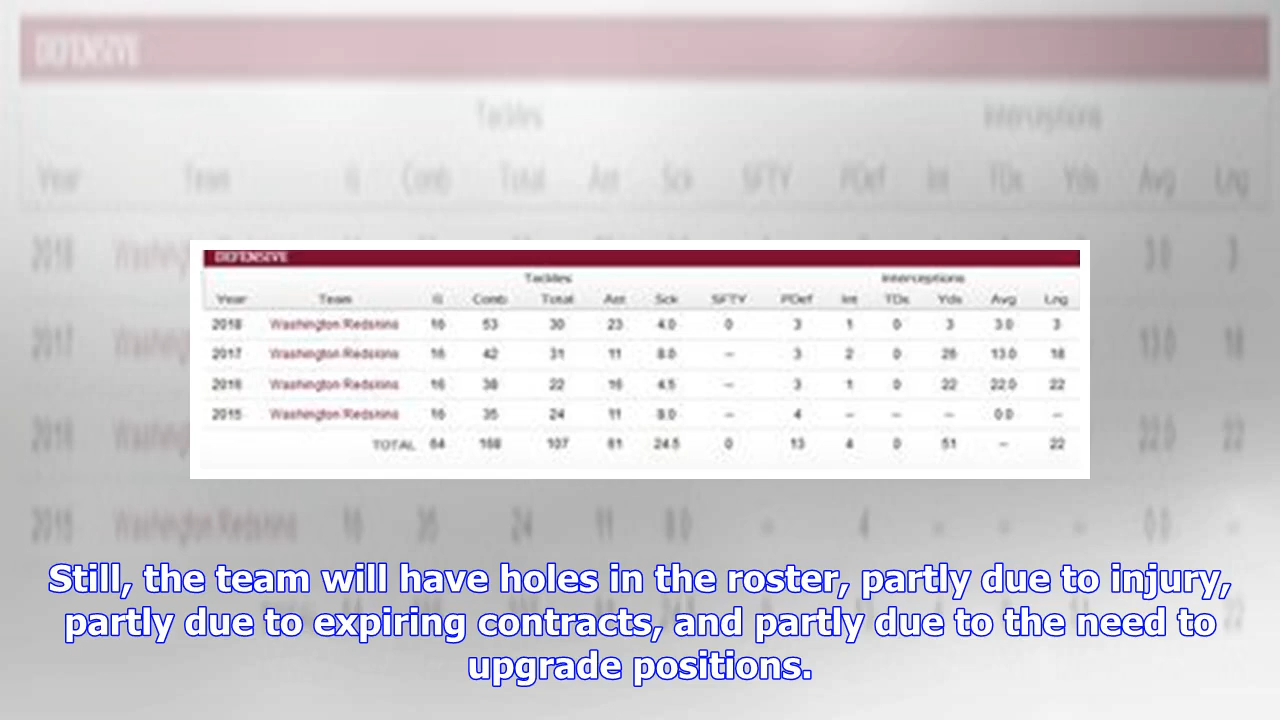 DEFENSIVE
Tackles Interceptions
Year Team G Comb Total Ast Sck SFTY PDef Int TDs Yds Avg Lng
2018 Washington Redskins 16 53 30 23 4.0 0 3 1 0 3 3.0 3
2017 Washington Redskins 16 42 31 11 8.0 -- 3 2 0 26 13.0 18
2016 Washington Redskins 16 38 22 16 4.5 -- 3 1 0 22 22.0 22
2015 Washington Redskins 16 35 24 11 8.0 -- 4 -- -- -- 0.0 --
TOTAL 64 168 107 61 24.5 0 13 4 0 51 -- 22
Still, the team will have holes in the roster, partly due to injury,
partly due to expiring contracts, and partly due to the need to
upgrade positions.